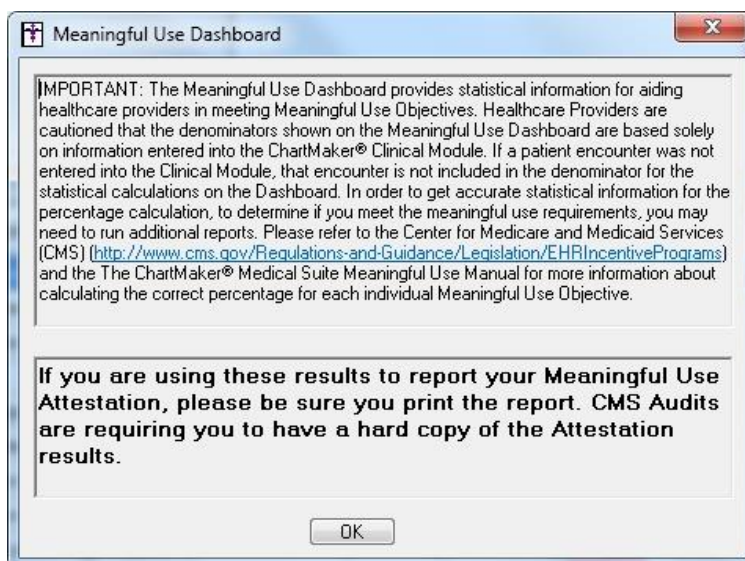 Meaningful Use Dashboard
IMPORTANT: The Meaningful Use Dashboard provides statistical information for aiding
healthcare providers in meeting Meaningful Use Objectives. Healthcare Providers are
cautioned that the denominators shown on the Meaningful Use Dashboard are based solely
on information entered into the ChartMaker® Clinical Module. If a patient encounter was not
entered into the Clinical Module, that encounter is not included in the denominator for the
statistical calculations on the Dashboard. In order to get accurate statistical information for the
percentage calculation, to determine if you meet the meaningful use requirements, you may
need to run additional reports. Please refer to the Center for Medicare and Medicaid Services
(CMS) (http://www.cms.gov/Regulations-and-Guidance/Legislation/EHRIncentivePrograms)
and the The ChartMaker® Medical Suite Meaningful Use Manual for more information about
calculating the correct percentage for each individual Meaningful Use Objective.
If you are using these results to report your Meaningful Use
Attestation, please be sure you print the report. CMS Audits
are requiring you to have a hard copy of the Attestation
results.
OK